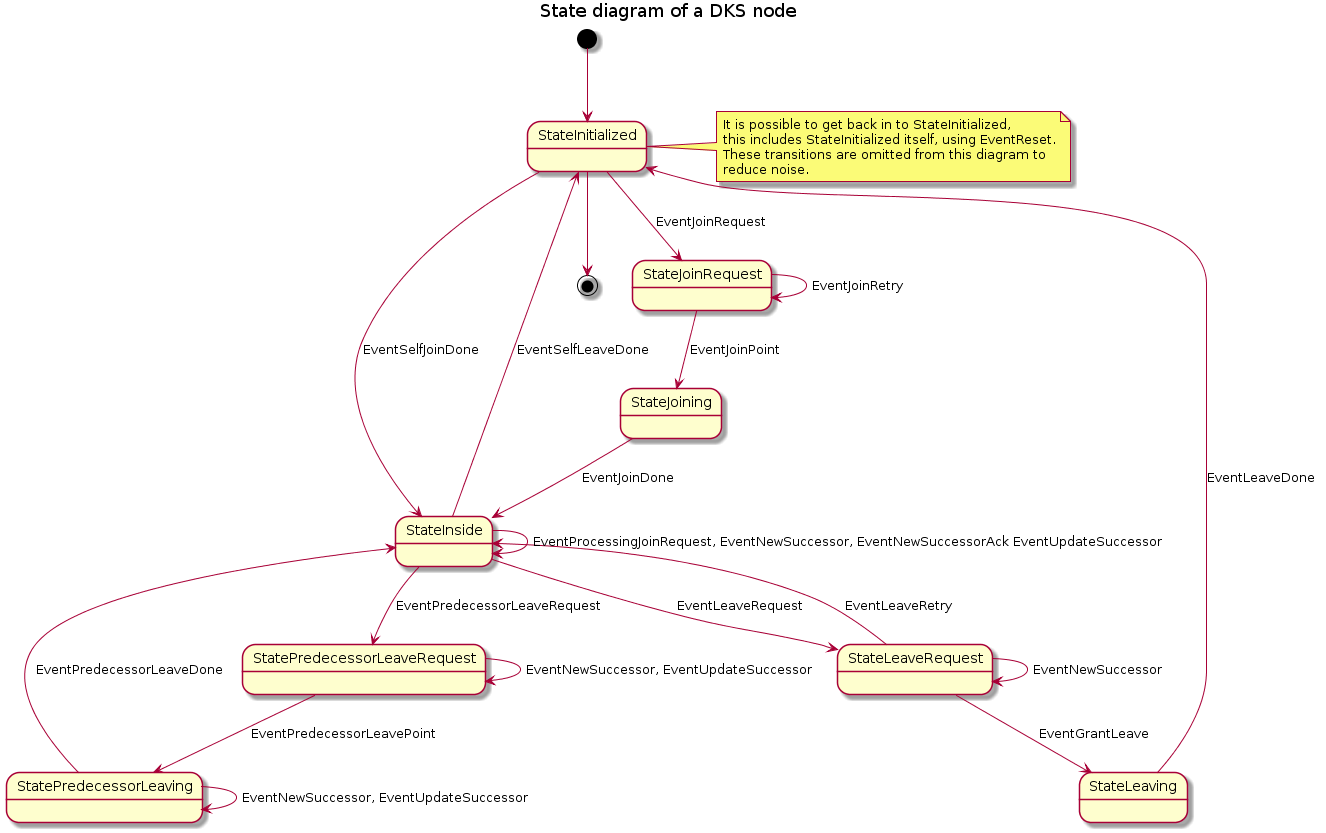 State diagram of a DKS node
StateInitialized
It is possible to get back in to StateInitialized,
this includes StateInitialized itself, using EventReset.
These transitions are omitted from this diagram to
reduce noise.
EventJoinRequest
StateJoinRequest
EventJoinRetry
EventSelfJoinDone
EventSelfLeaveDone
EventJoinPoint
StateJoining
EventJoinDone
EventLeaveDone
StateInside
EventProcessingJoinRequest, EventNewSuccessor, EventNewSuccessorAck EventUpdateSuccessor
EventPredecessorLeaveRequest
EventLeaveRequest
EventLeaveRetry
EventPredecessorLeaveDone
StatePredecessorLeaveRequest
EventNewSuccessor, EventUpdateSuccessor
StateLeaveRequest
EventNewSuccessor
EventPredecessorLeavePoint
EventGrantLeave
StatePredecessorLeaving
EventNewSuccessor, EventUpdateSuccessor
StateLeaving